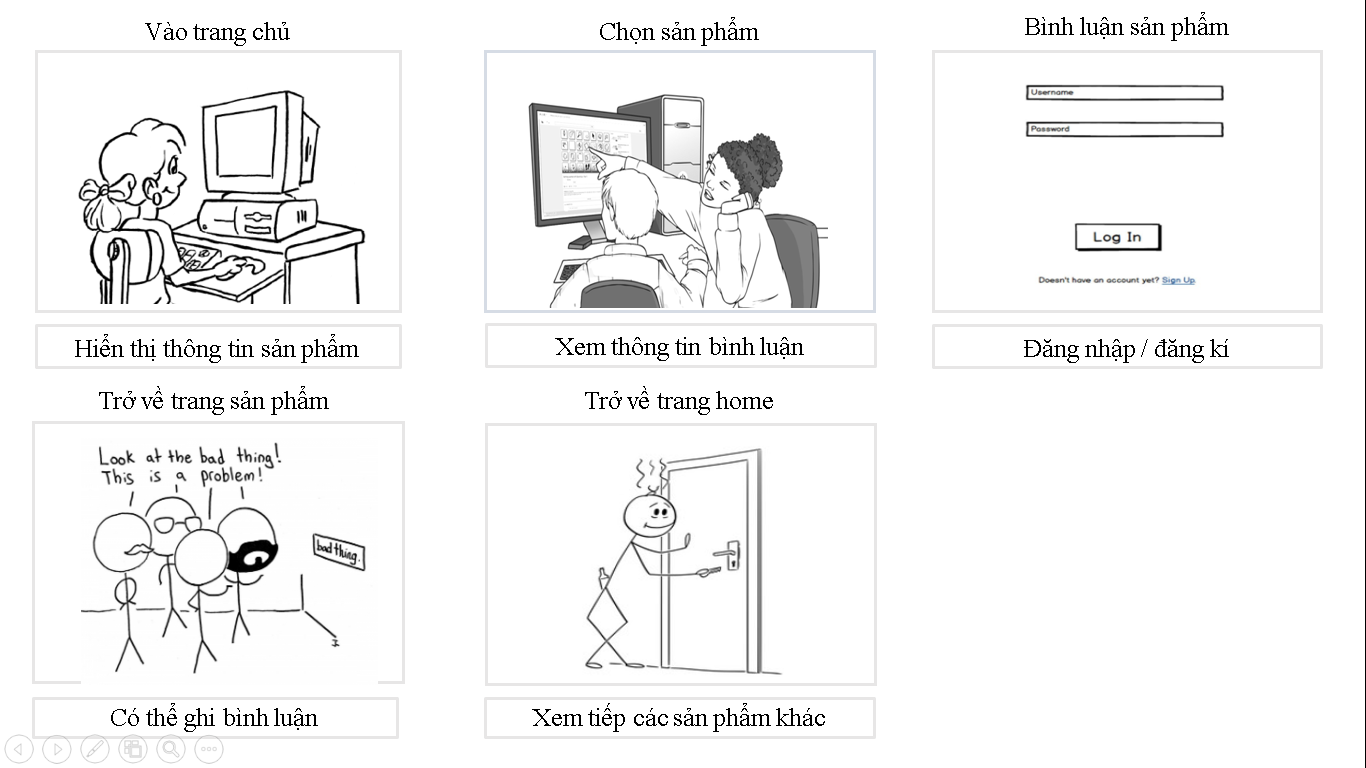 Vào trang chủ
Chọn sản phẩm
Bình luận sản phẩm
Username
Password
Log In
Doesn't have an account yet? Sign Up
Hiển thị thông tin sản phẩm
Xem thông tin bình luận
Đăng nhập / đăng kí
Trở về trang sản phẩm
Trở về trang home
Look at the bad thing!
This is a problem!
bad thing.
Có thể ghi bình luận
Xem tiếp các sản phẩm khác